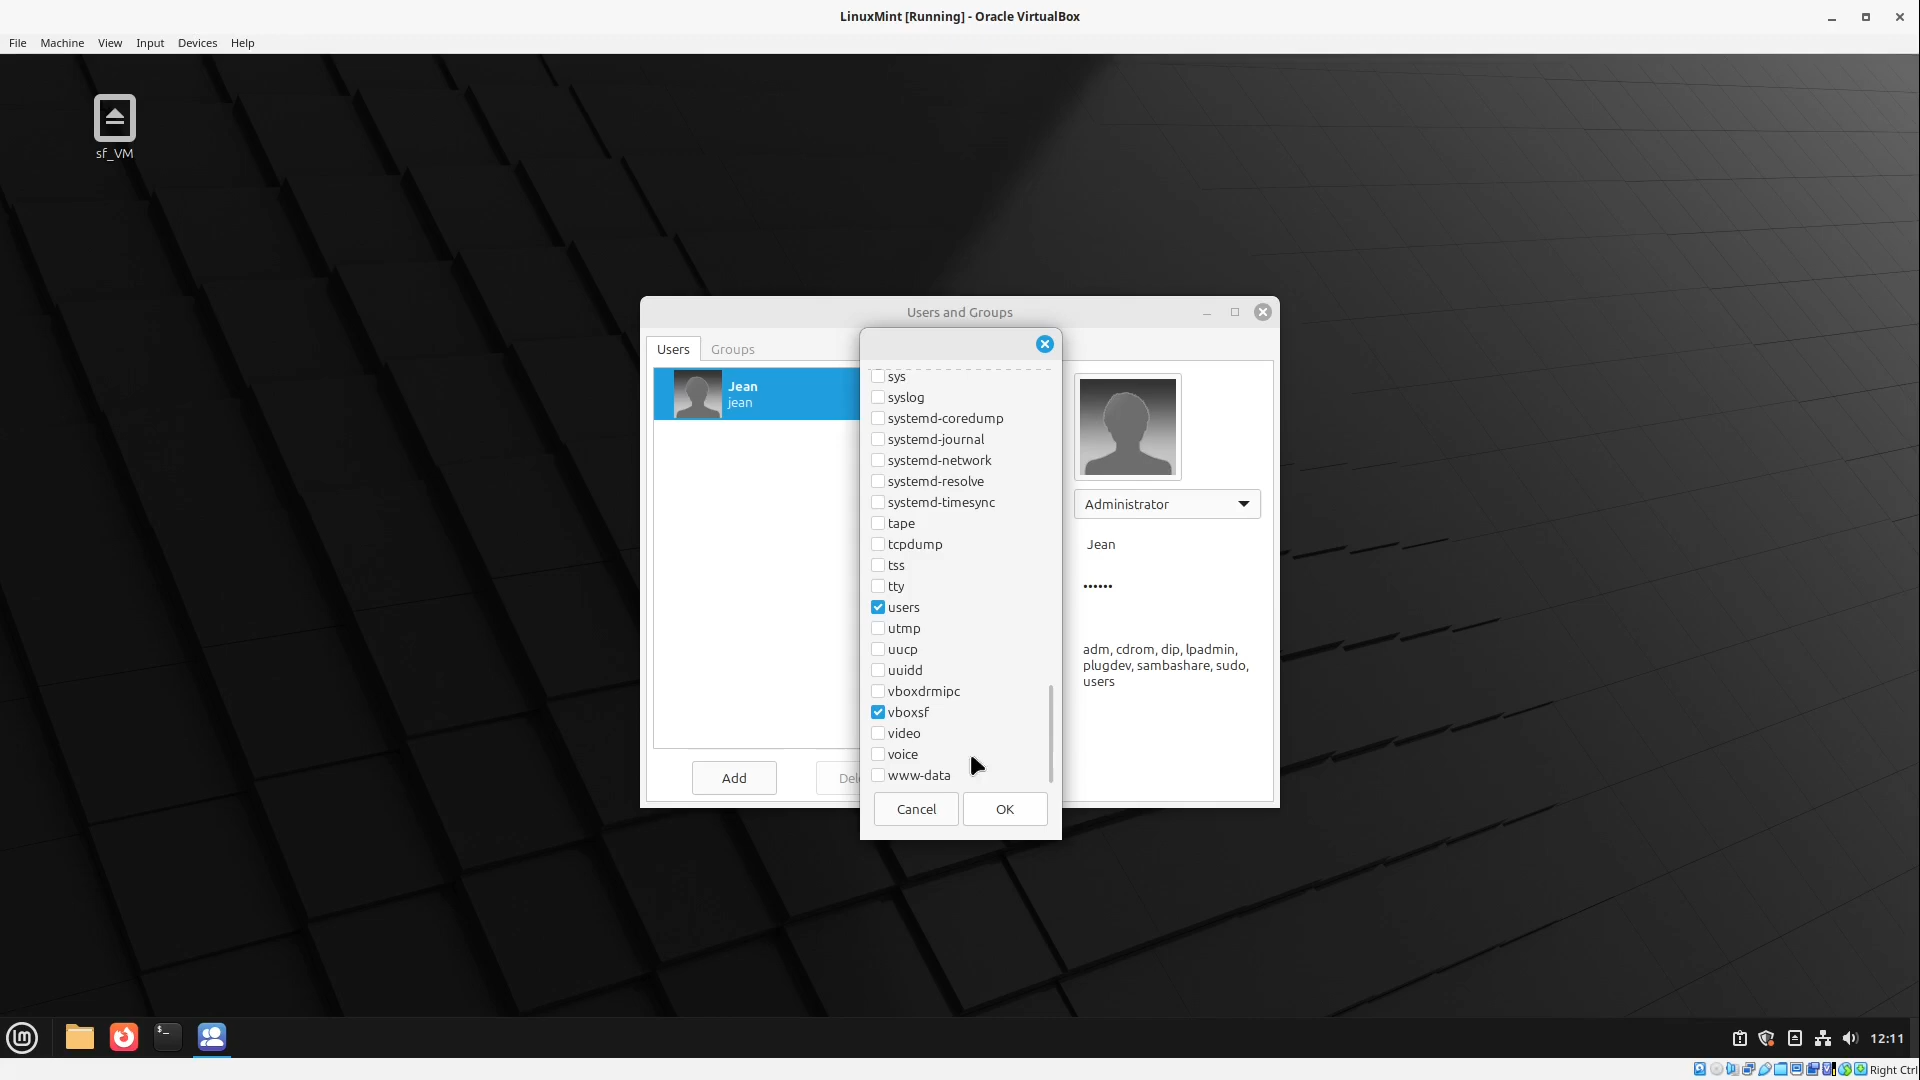 LinuxMint [Running] - Oracle VirtualBox
File Machine View Input Devices Help
sf_VM
Users and Groups
Users Groups
Jean
jean
Add
Del
sys
syslog
systemd-coredump
systemd-journal
systemd-network
systemd-resolve
systemd-timesync
tape
tcpdump
tss
tty
users
utmp
uucp
uuidd
vboxdrmipc
vboxsf
video
voice
www-data
Cancel OK
Administrator
Jean
••••••
adm, cdrom, dip, lpadmin,
plugdev, sambashare, sudo,
users
12:11
Right Ctrl